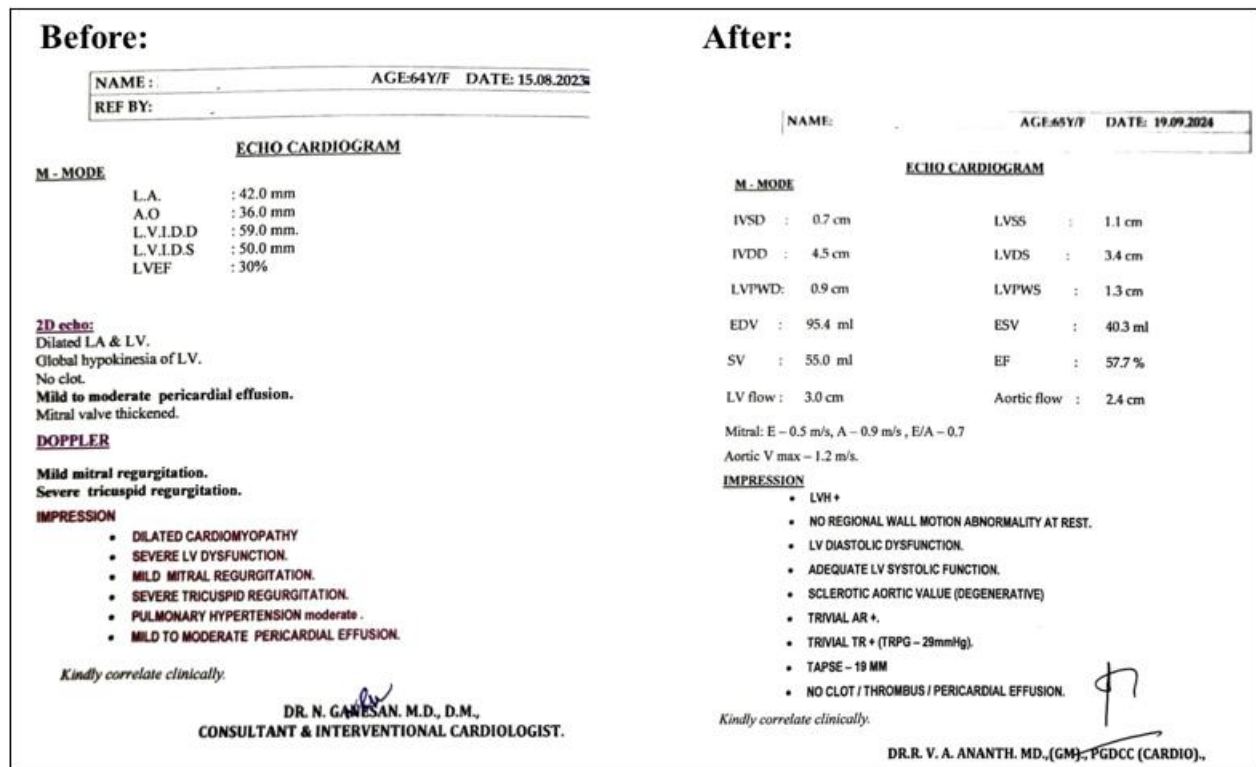 Before:
NAME :
AGE:64Y/F DATE: 15.08.2023
REF BY:
ECHO CARDIOGRAM
M - MODE
L.A. : 42.0 mm
A.O : 36.0 mm
L.V.I.D.D : 59.0 mm.
L.V.I.D.S : 50.0 mm
LVEF : 30%
2D echo:
Dilated LA & LV.
Global hypokinesia of LV.
No clot.
Mild to moderate pericardial effusion.
Mitral valve thickened.
DOPPLER
Mild mitral regurgitation.
Severe tricuspid regurgitation.
IMPRESSION
• DILATED CARDIOMYOPATHY
• SEVERE LV DYSFUNCTION.
• MILD MITRAL REGURGITATION.
• SEVERE TRICUSPID REGURGITATION.
• PULMONARY HYPERTENSION moderate .
• MILD TO MODERATE PERICARDIAL EFFUSION.
Kindly correlate clinically.
DR. N. GANESAN. M.D., D.M.,
CONSULTANT & INTERVENTIONAL CARDIOLOGIST.
After:
NAME: AGE:65Y/F DATE: 19.09.2024
ECHO CARDIOGRAM
M - MODE
IVSD : 0.7 cm LVSS : 1.1 cm
IVDD : 4.5 cm LVDS : 3.4 cm
LVPWD: 0.9 cm LVPWS : 1.3 cm
EDV : 95.4 ml ESV : 40.3 ml
SV : 55.0 ml EF : 57.7 %
LV flow : 3.0 cm Aortic flow : 2.4 cm
Mitral: E – 0.5 m/s, A – 0.9 m/s , E/A – 0.7
Aortic V max – 1.2 m/s.
IMPRESSION
• LVH +
• NO REGIONAL WALL MOTION ABNORMALITY AT REST.
• LV DIASTOLIC DYSFUNCTION.
• ADEQUATE LV SYSTOLIC FUNCTION.
• SCLEROTIC AORTIC VALUE (DEGENERATIVE)
• TRIVIAL AR +.
• TRIVIAL TR + (TRPG – 29mmHg).
• TAPSE – 19 MM
• NO CLOT / THROMBUS / PERICARDIAL EFFUSION.
Kindly correlate clinically.
DR.R. V. A. ANANTH. MD.,(GM)., PGDCC (CARDIO).,